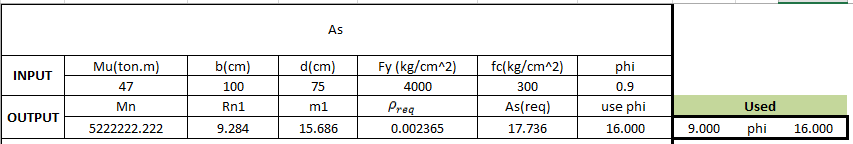 As
INPUT Mu(ton.m) b(cm) d(cm) Fy (kg/cm^2) fc(kg/cm^2) phi
47 100 75 4000 300 0.9
OUTPUT Mn Rn1 m1 ρreq As(req) use phi Used
5222222.222 9.284 15.686 0.002365 17.736 16.000 9.000 phi 16.000